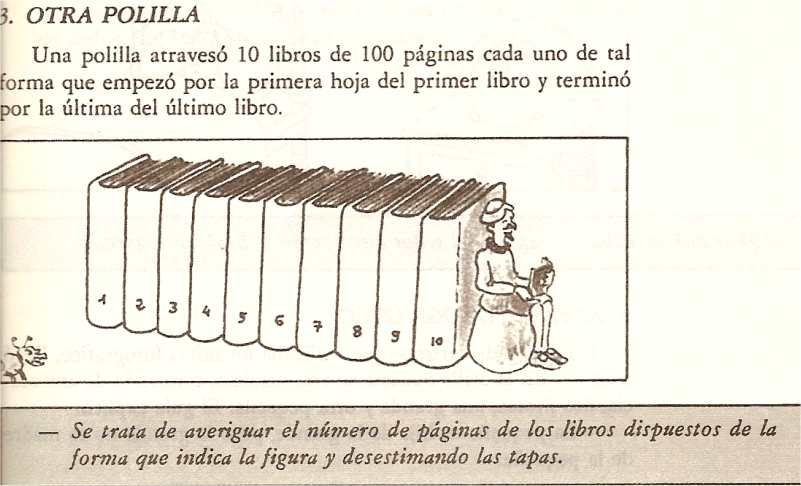 3. OTRA POLILLA
Una polilla atravesó 10 libros de 100 páginas cada uno de tal
forma que empezó por la primera hoja del primer libro y terminó
por la última del último libro.
1 2 3 4 5 6 7 8 9 10
— Se trata de averiguar el número de páginas de los libros dispuestos de la
forma que indica la figura y desestimando las tapas.